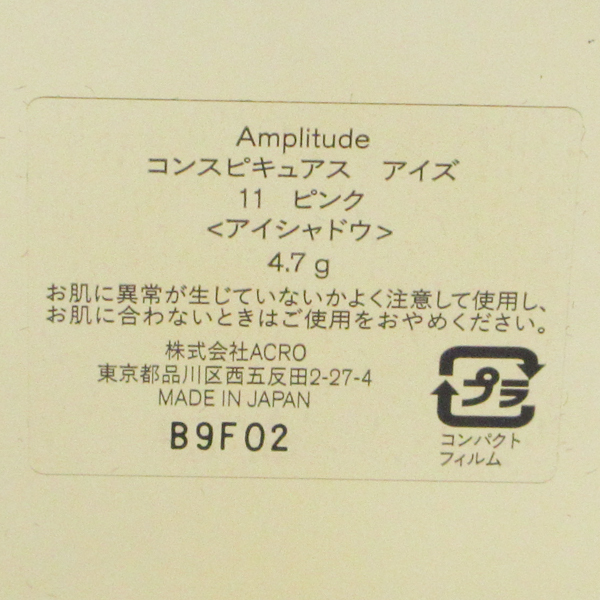 Amplitude
コンスピキュアス　アイズ
11　ピンク
<アイシャドウ>
4.7 g
お肌に異常が生じていないかよく注意して使用し、
お肌に合わないときはご使用をおやめください。
株式会社ACRO
東京都品川区西五反田2-27-4
MADE IN JAPAN
B9F02
プラ
コンパクト
フィルム